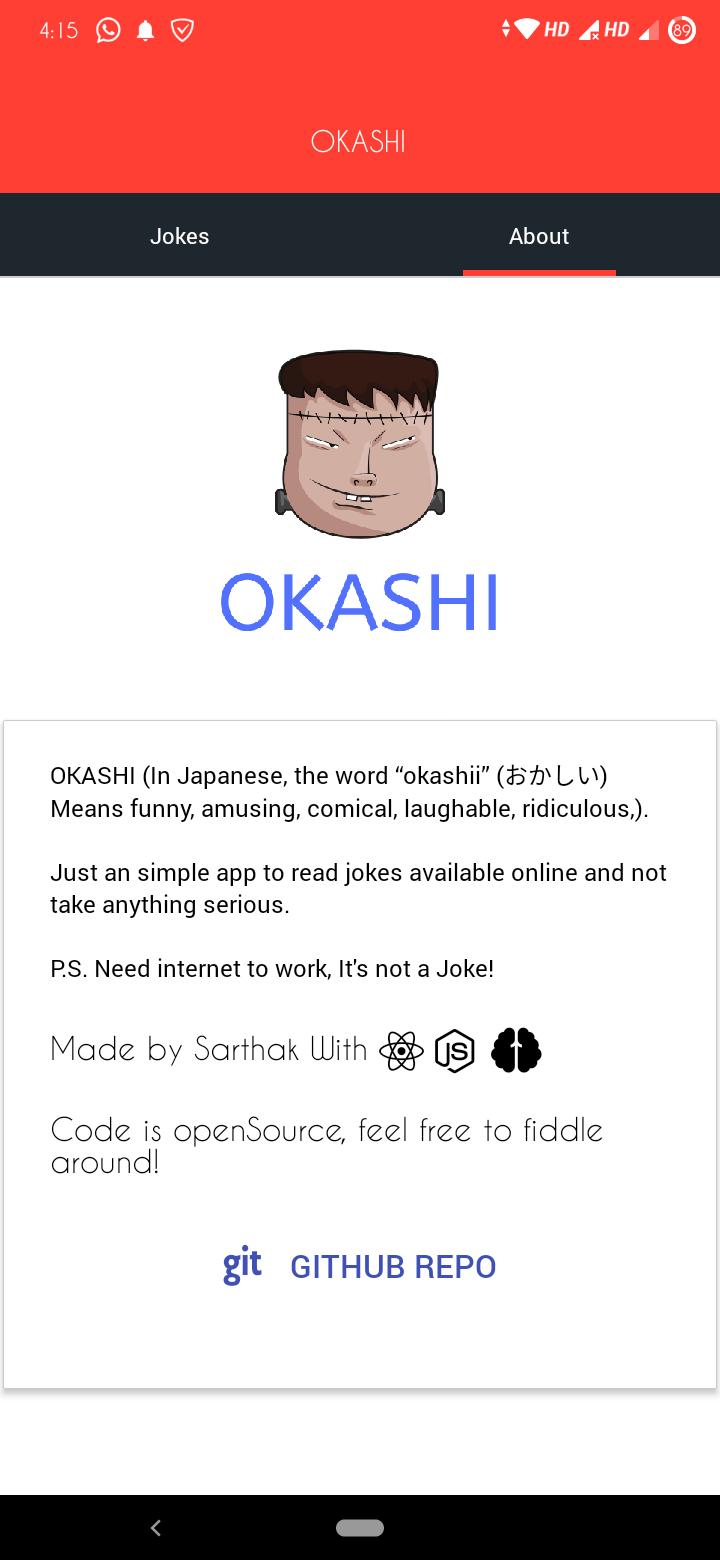 4:15 HD HD 89
OKASHI
Jokes About
OKASHI
OKASHI (In Japanese, the word “okashii” (おかしい)
Means funny, amusing, comical, laughable, ridiculous,).
Just an simple app to read jokes available online and not
take anything serious.
P.S. Need internet to work, It's not a Joke!
Made by Sarthak With JS
Code is openSource, feel free to fiddle
around!
git GITHUB REPO